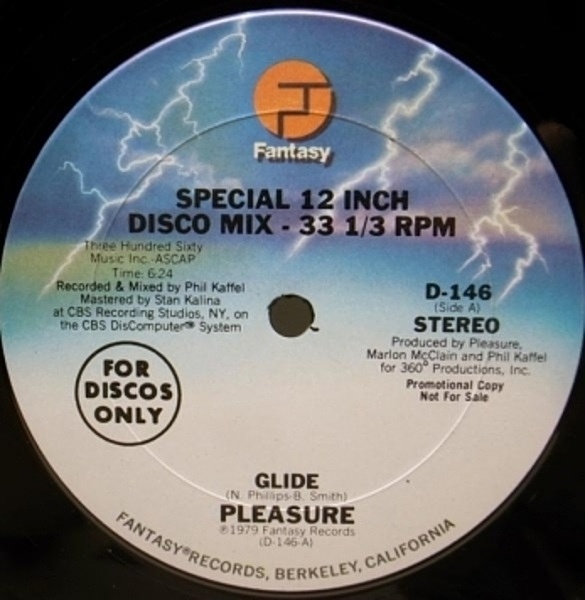 Fantasy
SPECIAL 12 INCH
DISCO MIX - 33 1/3 RPM
Three Hundred Sixty
Music Inc.-ASCAP
Time: 6:24
Recorded & Mixed by Phil Kaffel
Mastered by Stan Kalina
at CBS Recording Studios, NY, on
the CBS DisComputer™ System
D-146
(Side A)
STEREO
Produced by Pleasure,
Marlon McClain and Phil Kaffel
for 360° Productions, Inc.
Promotional Copy
Not For Sale
FOR
DISCOS
ONLY
GLIDE
(N. Phillips-B. Smith)
PLEASURE
℗1979 Fantasy Records
(D-146-A)
FANTASY® RECORDS, BERKELEY, CALIFORNIA